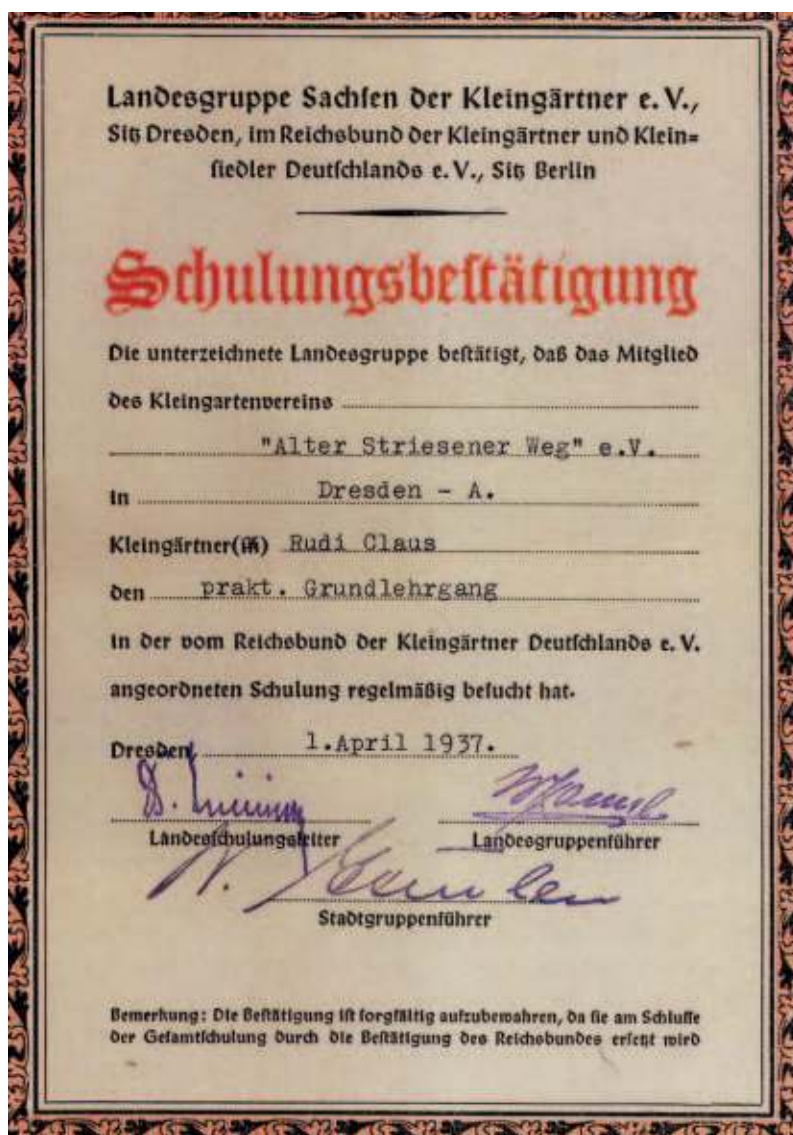 Landesgruppe Sachſen der Kleingärtner e. V.,
Sitz Dresden, im Reichsbund der Kleingärtner und Klein=
ſiedler Deutſchlands e. V., Sitz Berlin
Schulungsbeſtätigung
Die unterzeichnete Landesgruppe beſtätigt, daß das Mitglied
des Kleingartenvereins
"Alter Striesener Weg" e.V.
in Dresden - A.
Kleingärtner(in) Rudi Claus
den prakt. Grundlehrgang
in der vom Reichsbund der Kleingärtner Deutſchlands e. V.
angeordneten Schulung regelmäßig beſucht hat.
Dresden, 1.April 1937.
Landesſchulungsleiter Landesgruppenführer
Stadtgruppenführer
Bemerkung: Die Beſtätigung iſt ſorgfältig aufzubewahren, da ſie am Schluſſe
der Geſamtſchulung durch die Beſtätigung des Reichsbundes erſetzt wird